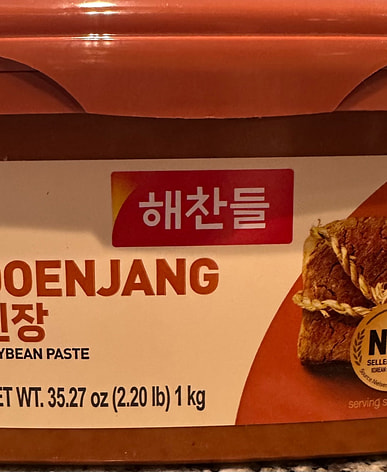 해찬들
DOENJANG
된장
YBEAN PASTE
ET WT. 35.27 oz (2.20 lb) 1 kg
SELLE
KOREAN
serving s